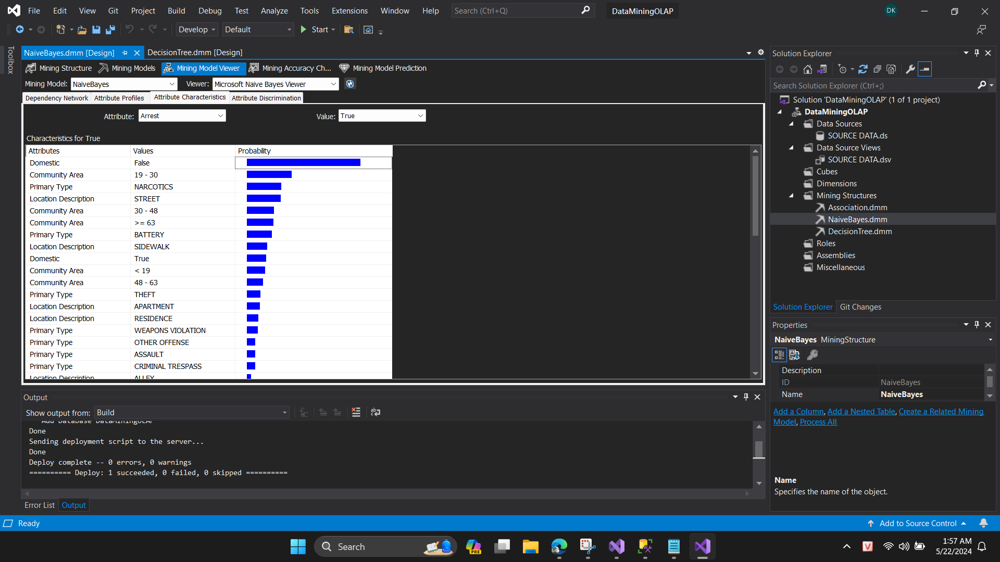 File Edit View Git Project Build Debug Test Analyze Tools Extensions Window Help Search (Ctrl+Q) DataMiningOLAP DK
Develop Default Start
Toolbox
NaiveBayes.dmm [Design] DecisionTree.dmm [Design]
Mining Structure Mining Models Mining Model Viewer Mining Accuracy Ch... Mining Model Prediction
Mining Model: NaiveBayes Viewer: Microsoft Naive Bayes Viewer
Dependency Network Attribute Profiles Attribute Characteristics Attribute Discrimination
Attribute: Arrest Value: True
Characteristics for True
Attributes Values Probability
Domestic False
Community Area 19 - 30
Primary Type NARCOTICS
Location Description STREET
Community Area 30 - 48
Community Area >= 63
Primary Type BATTERY
Location Description SIDEWALK
Domestic True
Community Area < 19
Community Area 48 - 63
Primary Type THEFT
Location Description APARTMENT
Location Description RESIDENCE
Primary Type WEAPONS VIOLATION
Primary Type OTHER OFFENSE
Primary Type ASSAULT
Primary Type CRIMINAL TRESPASS
Location Description ALLEY
Output
Show output from: Build
Add DataBase DataMiningOLAP
Done
Sending deployment script to the server...
Done
Deploy complete -- 0 errors, 0 warnings
========== Deploy: 1 succeeded, 0 failed, 0 skipped ==========
Error List Output
Solution Explorer
Search Solution Explorer (Ctrl+;)
Solution 'DataMiningOLAP' (1 of 1 project)
DataMiningOLAP
Data Sources
SOURCE DATA.ds
Data Source Views
SOURCE DATA.dsv
Cubes
Dimensions
Mining Structures
Association.dmm
NaiveBayes.dmm
DecisionTree.dmm
Roles
Assemblies
Miscellaneous
Solution Explorer Git Changes
Properties
NaiveBayes MiningStructure
Description
ID NaiveBayes
Name NaiveBayes
Add a Column, Add a Nested Table, Create a Related Mining
Model, Process All
Name
Specifies the name of the object.
Ready Add to Source Control
Search PRE V 1:57 AM
5/22/2024